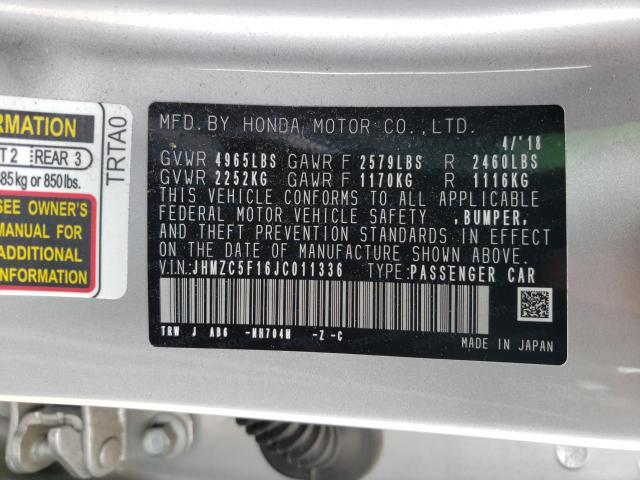 RMATION
T 2 REAR 3
85 kg or 850 lbs.
SEE OWNER'S
MANUAL FOR
ADDITIONAL
INFORMATION
TRTA0
MFD.BY HONDA MOTOR CO.,LTD.
4/'18
GVWR 4965LBS GAWR F 2579LBS R 2460LBS
GVWR 2252KG GAWR F 1170KG R 1116KG
THIS VEHICLE CONFORMS TO ALL APPLICABLE
FEDERAL MOTOR VEHICLE SAFETY ,BUMPER,
AND THEFT PREVENTION STANDARDS IN EFFECT
ON THE DATE OF MANUFACTURE SHOWN ABOVE.
V.I.N.:JHMZC5F16JC011336 TYPE:PASSENGER CAR
TRW J AB6 -NH704M -Z -C
MADE IN JAPAN